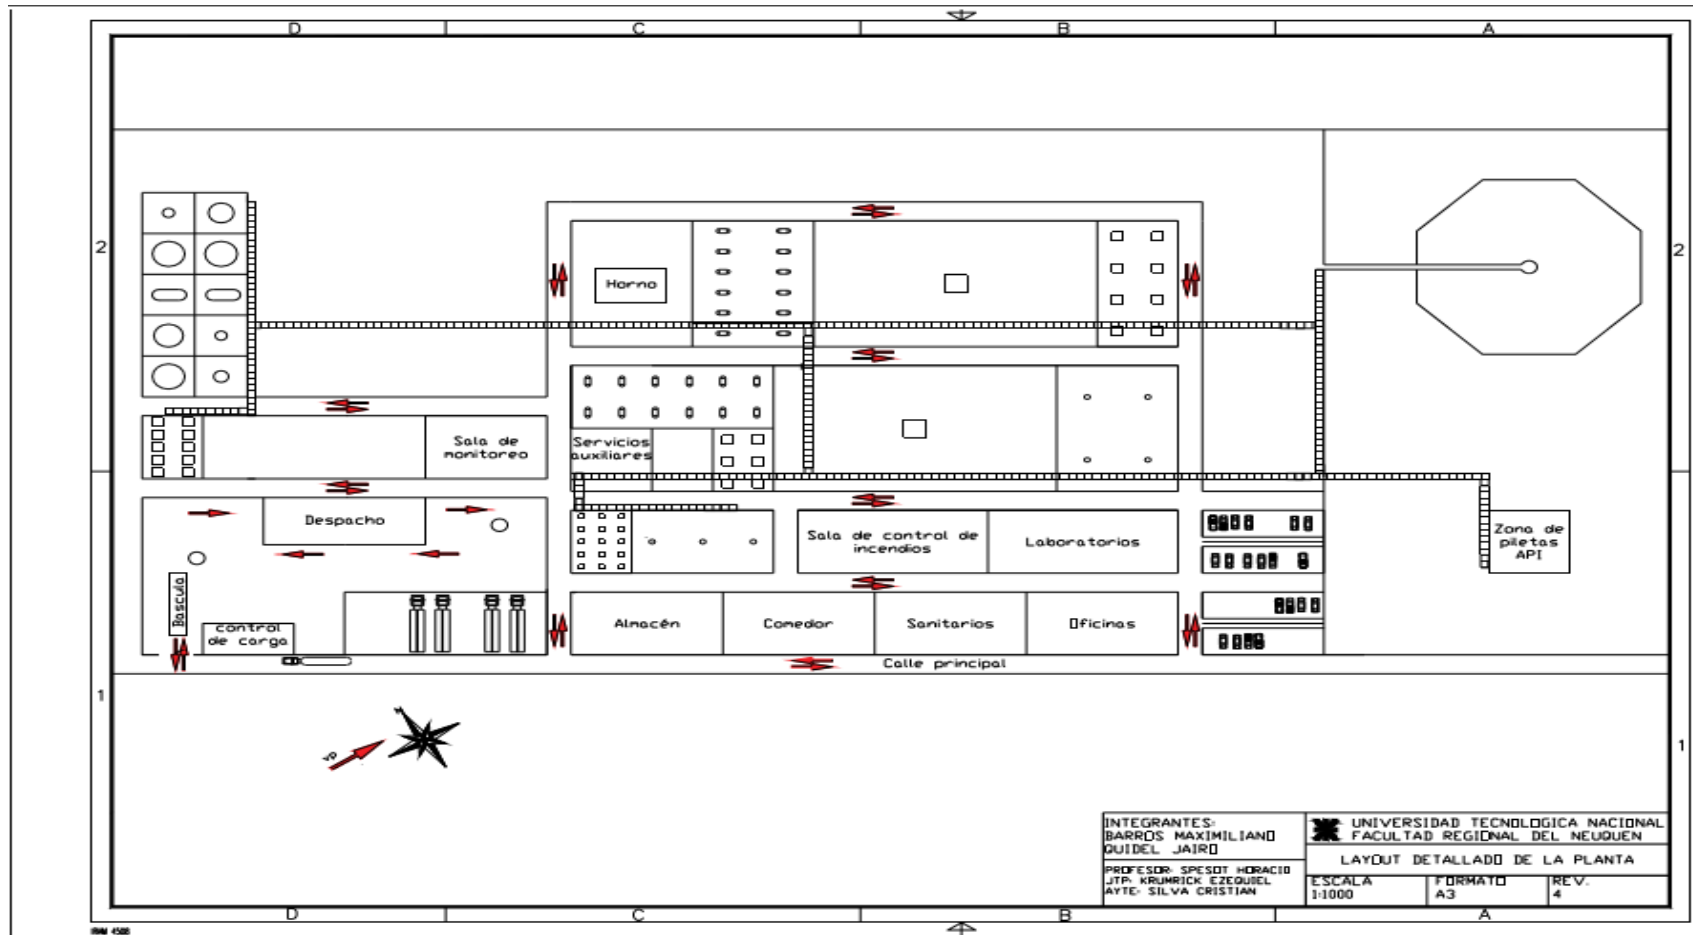 D
C
B
A
2
2
Horno
Sala de
monitoreo
Servicios
auxiliares
Despacho
Sala de control de
incendios
Laboratorios
Zona de
piletas
API
Bascula
control
de carga
Almacén
Comedor
Sanitarios
Oficinas
Calle principal
1
1
VP
INTEGRANTES:
BARROS MAXIMILIANO
QUIDEL JAIRO
PROFESOR: SPESOT HORACIO
JTP: KRUMRICK EZEQUIEL
AYTE: SILVA CRISTIAN
UNIVERSIDAD TECNOLOGICA NACIONAL
FACULTAD REGIONAL DEL NEUQUEN
LAYOUT DETALLADO DE LA PLANTA
ESCALA
1:1000
FORMATO
A3
REV.
4
D
C
B
A
IRAM 4508